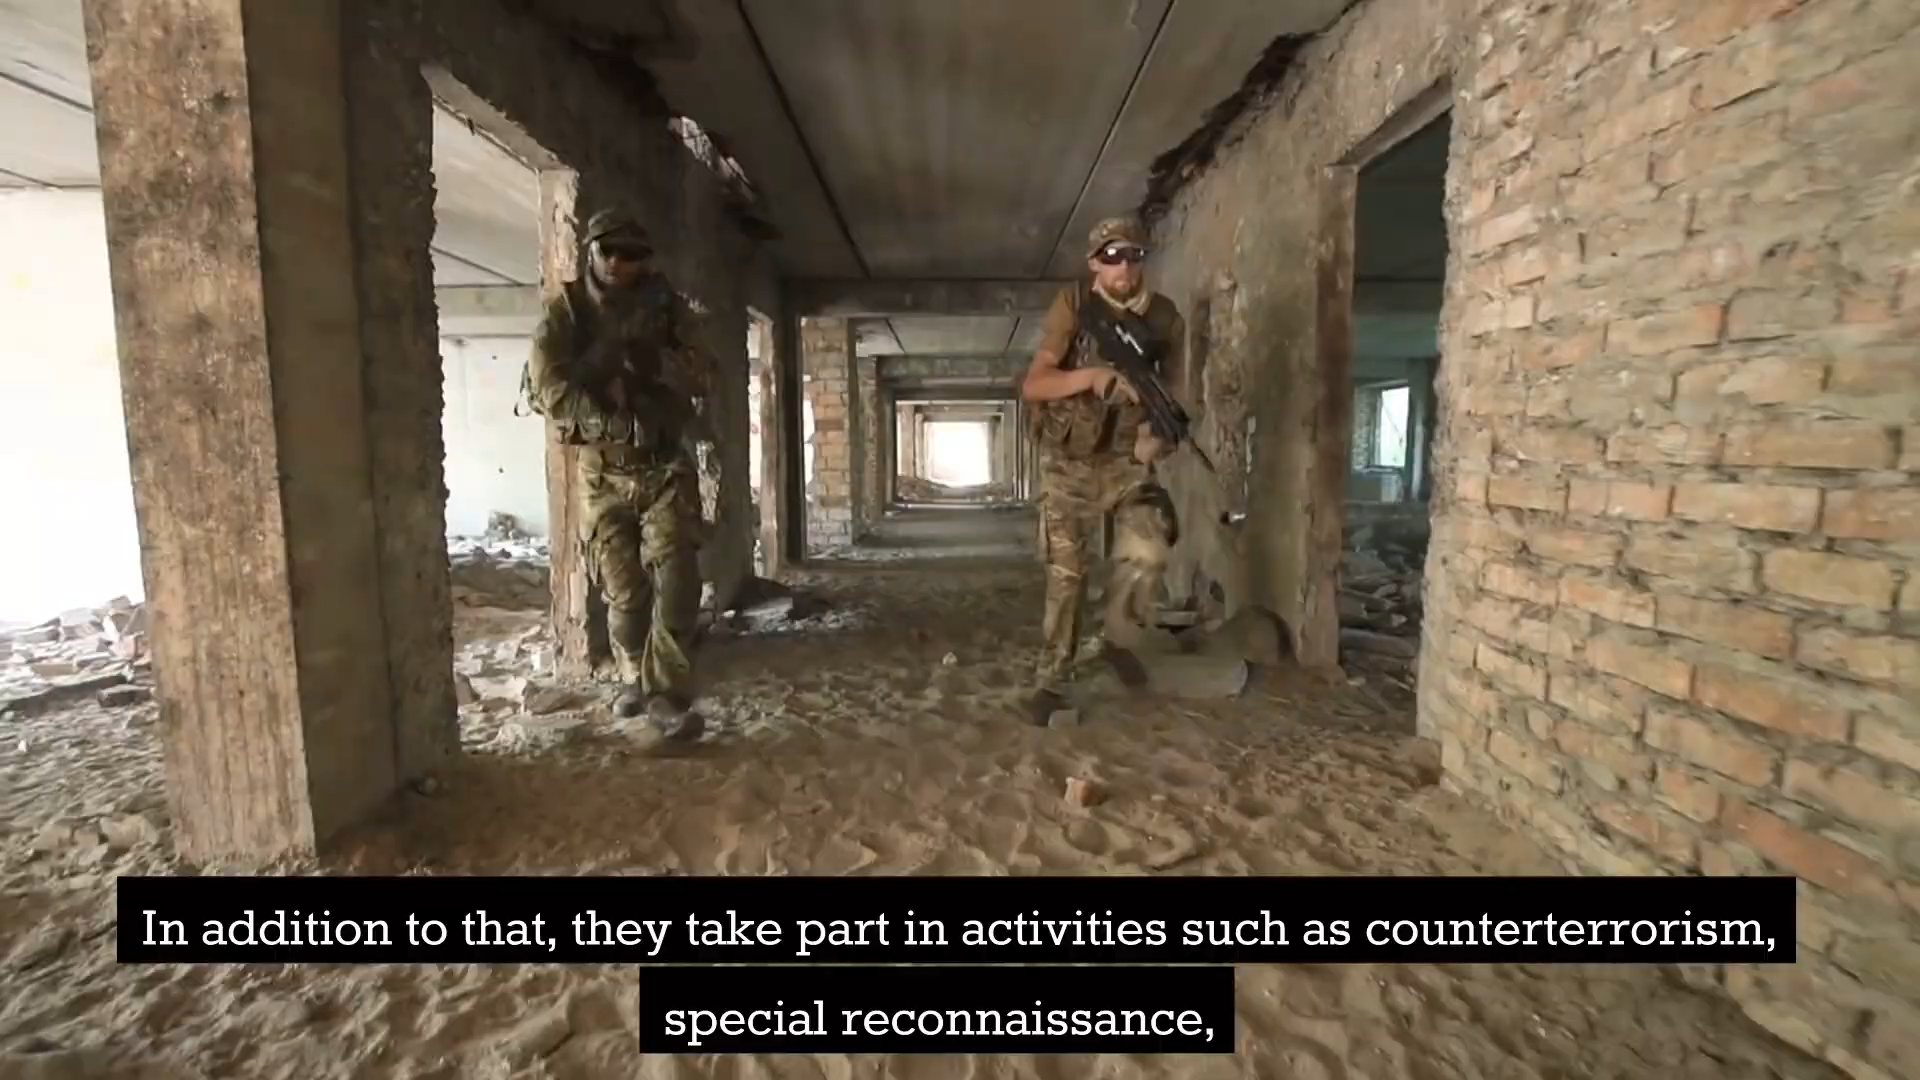 In addition to that, they take part in activities such as counterterrorism,
special reconnaissance,